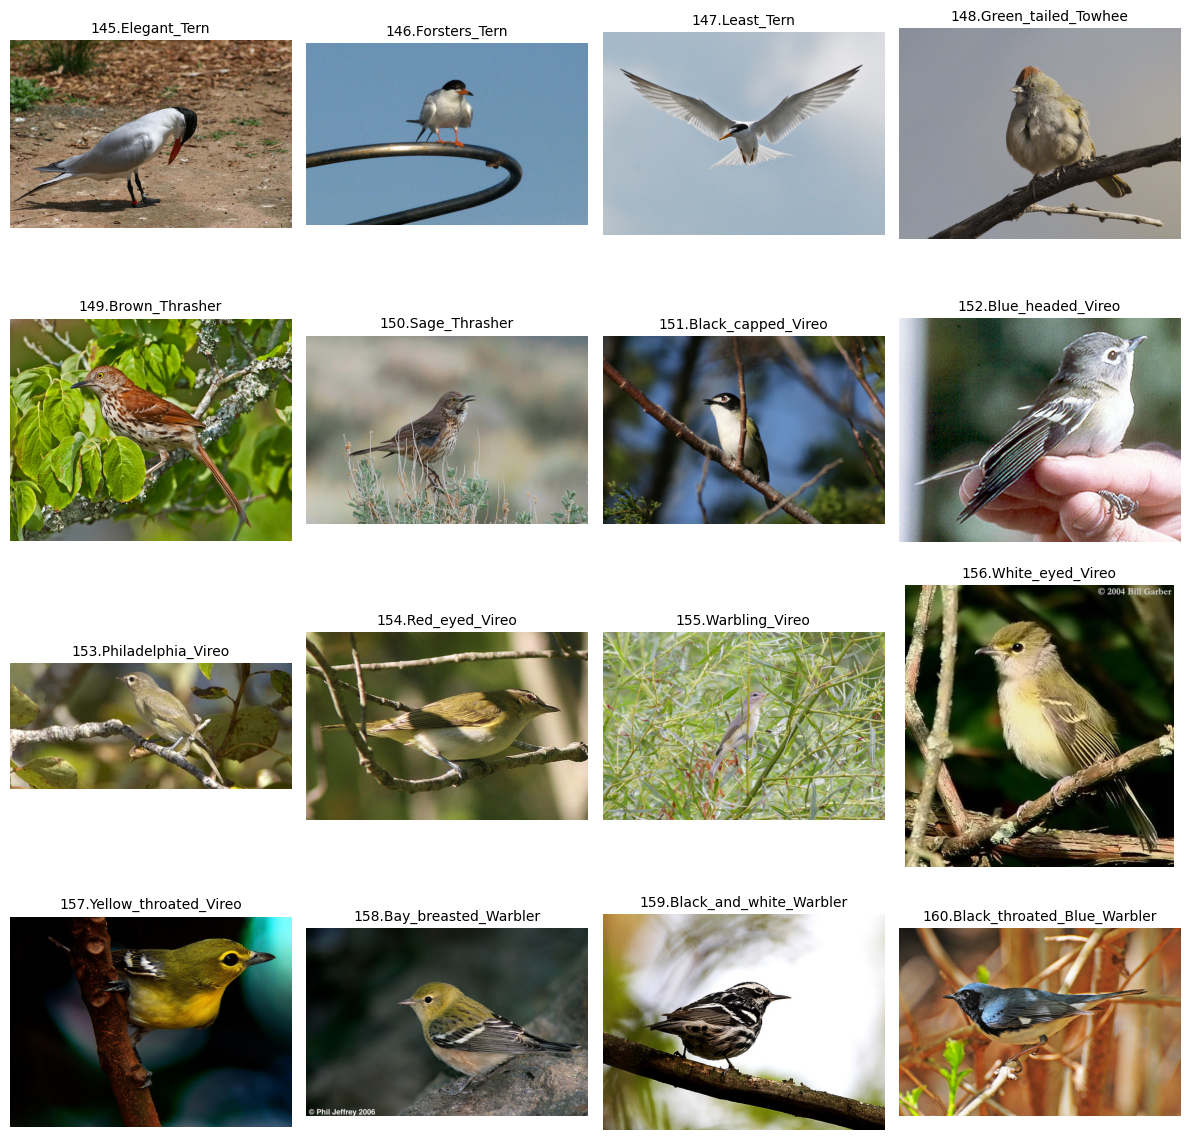 145.Elegant_Tern
146.Forsters_Tern
147.Least_Tern
148.Green_tailed_Towhee
149.Brown_Thrasher
150.Sage_Thrasher
151.Black_capped_Vireo
152.Blue_headed_Vireo
153.Philadelphia_Vireo
154.Red_eyed_Vireo
155.Warbling_Vireo
156.White_eyed_Vireo
© 2004 Bill Garber
157.Yellow_throated_Vireo
158.Bay_breasted_Warbler
© Phil Jeffrey 2006
159.Black_and_white_Warbler
160.Black_throated_Blue_Warbler